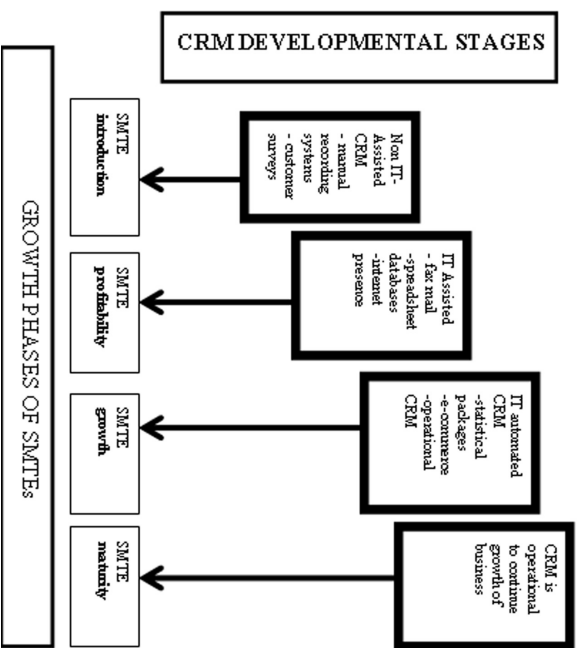 CRM DEVELOPMENTAL STAGES
Non IT-
Assisted
CRM
- manual
recording
systems
- customer
surveys
IT Assisted
- fax mail
-spreadsheet
databases
-internet
presence
IT automated
CRM
-statistical
packages
-e-commerce
-operational
CRM
CRM is
operational
to continue
growth of
business
SMTE
introduction
SMTE
profitability
SMTE
growth
SMTE
maturity
GROWTH PHASES OF SMTEs